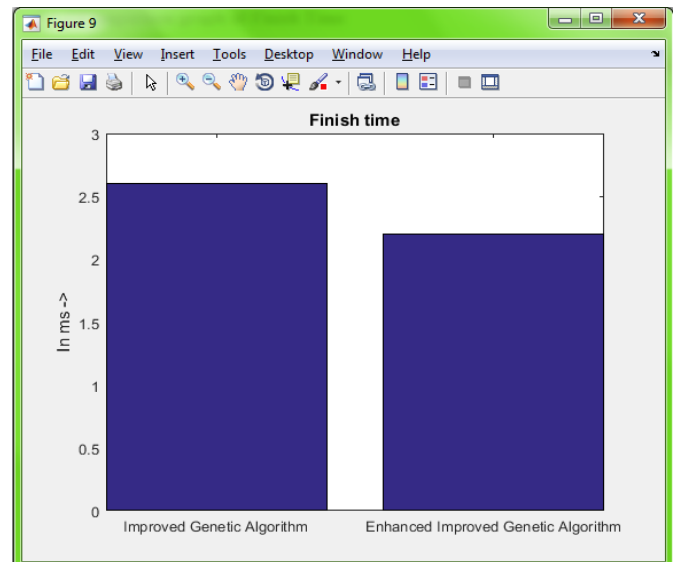 Figure 9
File Edit View Insert Tools Desktop Window Help
Finish time
3
2.5
2
1.5
1
0.5
0
In ms ->
Improved Genetic Algorithm
Enhanced Improved Genetic Algorithm